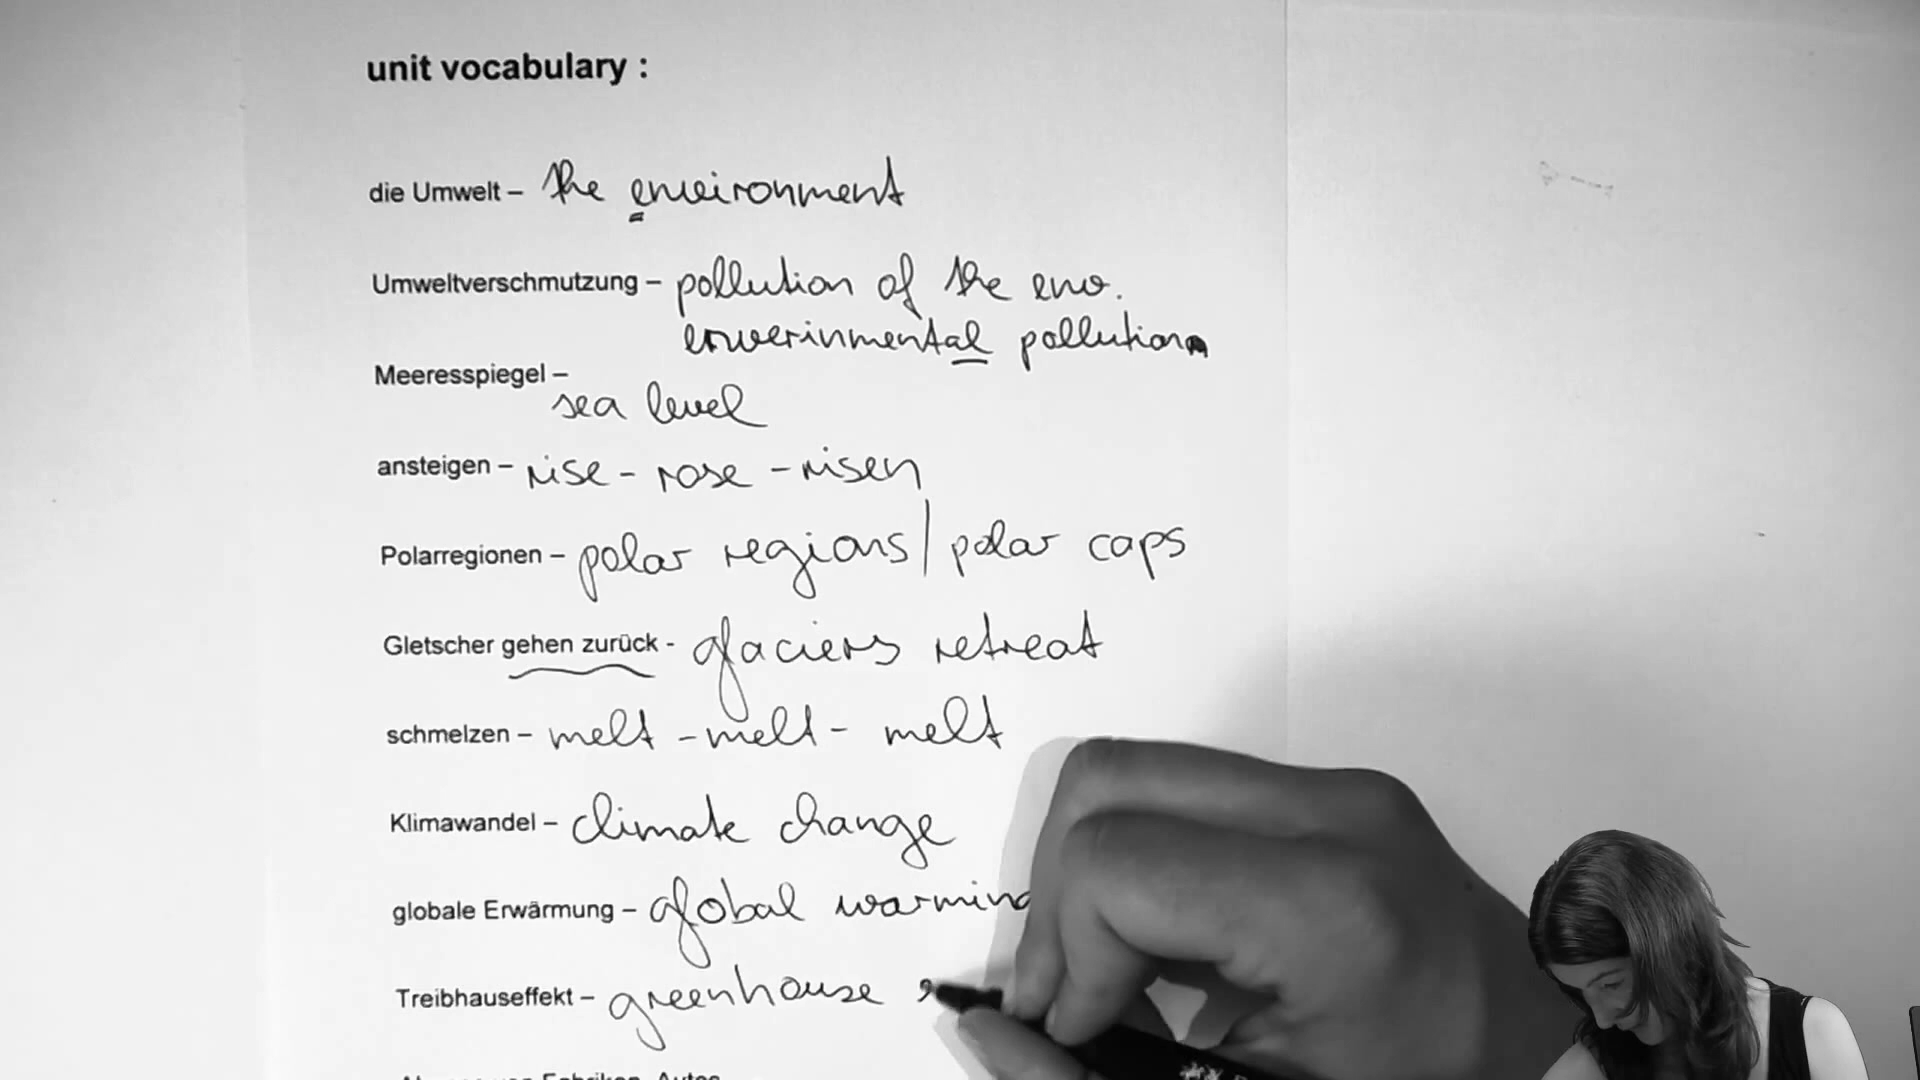 unit vocabulary :
die Umwelt – the environment
Umweltverschmutzung – pollution of the env.
enverinmental pollution
Meeresspiegel –
sea level
ansteigen – rise - rose - risen
Polarregionen – polar regions / polar caps
Gletscher gehen zurück - glaciers retreat
schmelzen – melt - melt - melt
Klimawandel – climate change
globale Erwärmung – global warming
Treibhauseffekt – greenhouse